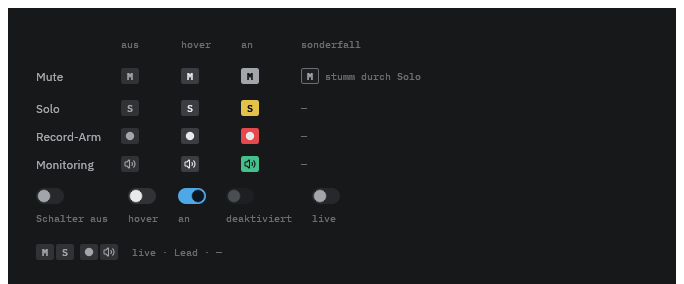 aus hover an sonderfall
Mute M M M M stumm durch Solo
Solo S S S —
Record-Arm —
Monitoring —
Schalter aus hover an deaktiviert live
M S live · Lead · —